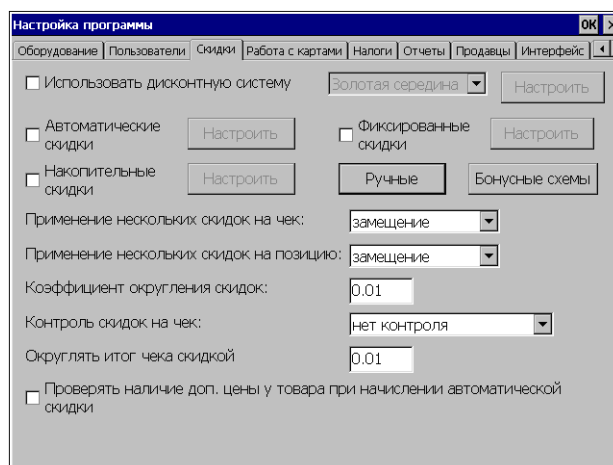 Настройка программы OK ×
Оборудование Пользователи Скидки Работа с картами Налоги Отчеты Продавцы Интерфейс
Использовать дисконтную систему Золотая середина Настроить
Автоматические скидки Настроить Фиксированные скидки Настроить
Накопительные скидки Настроить Ручные Бонусные схемы
Применение нескольких скидок на чек: замещение
Применение нескольких скидок на позицию: замещение
Коэффициент округления скидок: 0.01
Контроль скидок на чек: нет контроля
Округлять итог чека скидкой 0.01
Проверять наличие доп. цены у товара при начислении автоматической
скидки